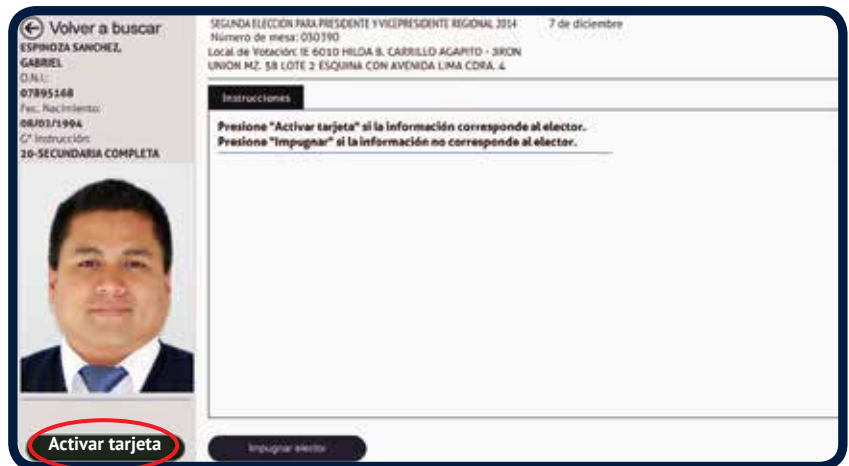 Volver a buscar
ESPINOZA SANCHEZ,
GABRIEL
D.N.I.:
07895168
Fec. Nacimiento:
08/02/1994
G° Instrucción:
20-SECUNDARIA COMPLETA
Activar tarjeta
SEGUNDA ELECCIÓN PARA PRESIDENTE Y VICEPRESIDENTE REGIONAL 2014 7 de diciembre
Número de mesa: 030390
Local de Votación: IE 6010 HILDA B. CARRILLO AGAPITO - 3RON
UNION MZ. 58 LOTE 2 ESQUINA CON AVENIDA LIMA CDRA. 4
Instrucciones
Presione "Activar tarjeta" si la información corresponde al elector.
Presione "Impugnar" si la información no corresponde al elector.
Impugnar elector